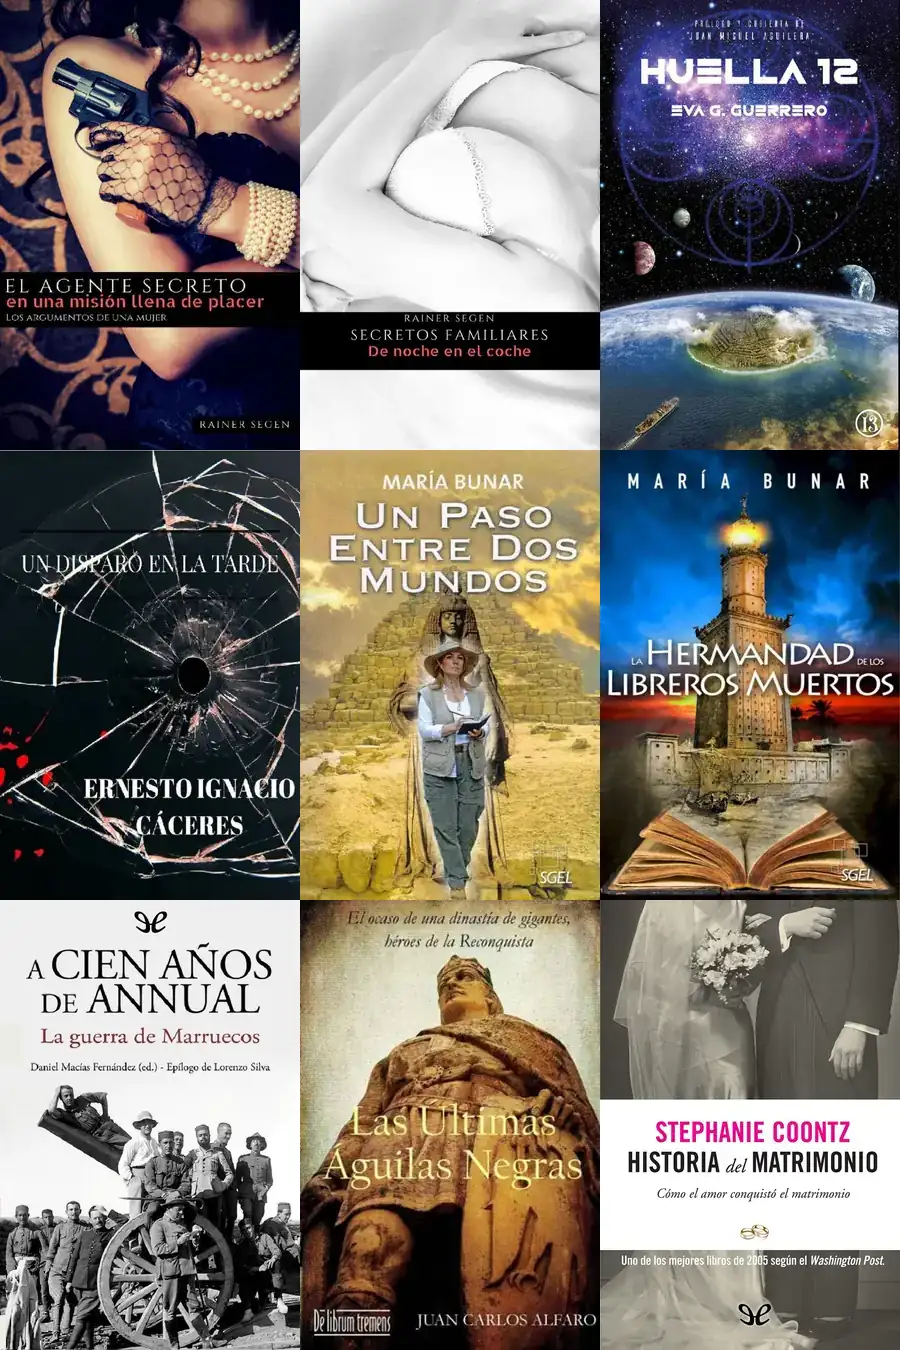 EL AGENTE SECRETO
en una misión llena de placer
LOS ARGUMENTOS DE UNA MUJER
RAINER SEGEN
RAINER SEGEN
SECRETOS FAMILIARES
De noche en el coche
PRÓLOGO Y CUBIERTA DE
JUAN MIGUEL AGUILERA
HUELLA 12
EVA G. GUERRERO
13
UN DISPARO EN LA TARDE
ERNESTO IGNACIO
CÁCERES
MARÍA BUNAR
UN PASO
ENTRE DOS
MUNDOS
SGEL
MARÍA BUNAR
LA HERMANDAD DE LOS
LIBREROS MUERTOS
SGEL
A CIEN AÑOS
DE ANNUAL
La guerra de Marruecos
Daniel Macías Fernández (ed.) - Epílogo de Lorenzo Silva
El ocaso de una dinastía de gigantes,
héroes de la Reconquista
Las Últimas
Águilas Negras
De librum tremens
JUAN CARLOS ALFARO
STEPHANIE COONTZ
HISTORIA del MATRIMONIO
Cómo el amor conquistó el matrimonio
Uno de los mejores libros de 2005 según el Washington Post.